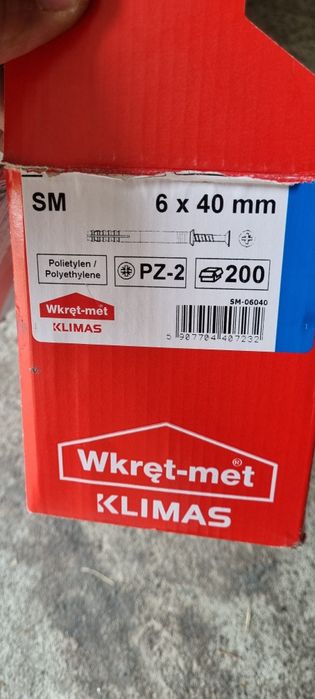 SM 6 x 40 mm
Polietylen /
Polyethylene
PZ-2
200
Wkręt-met
KLIMAS
SM-06040
5 907704 407232
Wkręt-met®
KLIMAS